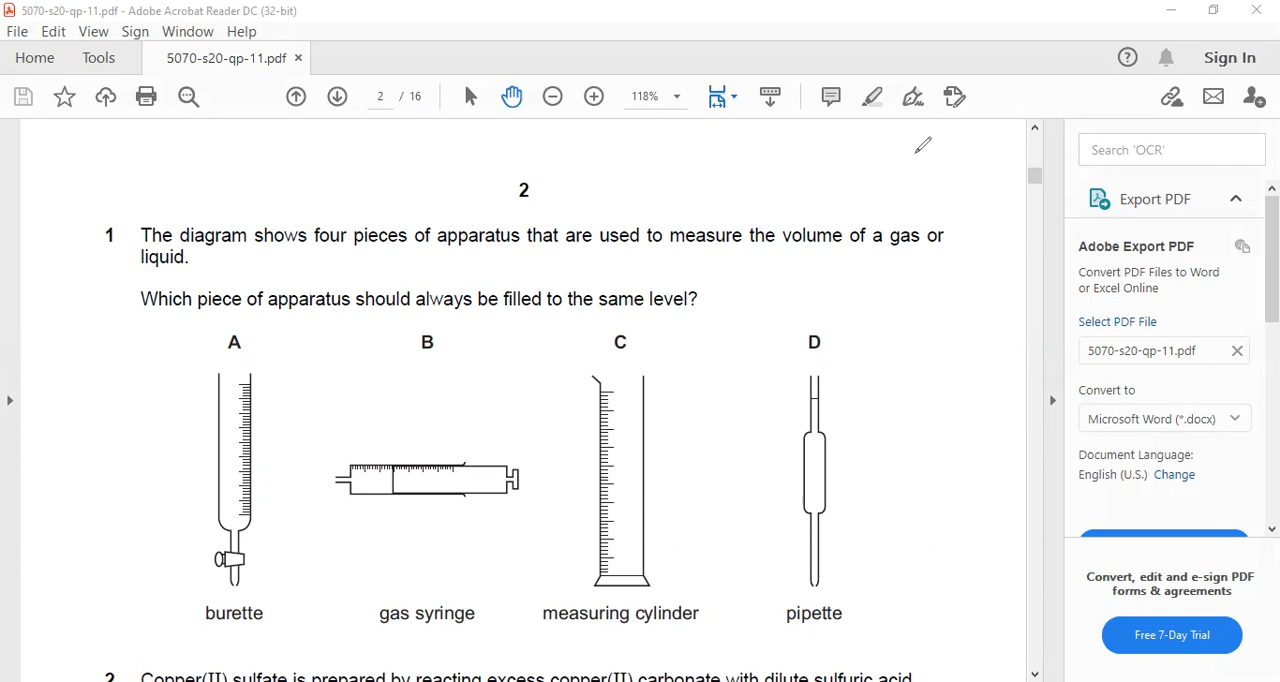 5070-s20-qp-11.pdf - Adobe Acrobat Reader DC (32-bit)
File Edit View Sign Window Help
Home Tools 5070-s20-qp-11.pdf × Sign In
2 / 16 118%
2
1 The diagram shows four pieces of apparatus that are used to measure the volume of a gas or
liquid.
Which piece of apparatus should always be filled to the same level?
A B C D
burette gas syringe measuring cylinder pipette
2 Copper(II) sulfate is prepared by reacting excess copper(II) carbonate with dilute sulfuric acid.
Search 'OCR'
Export PDF
Adobe Export PDF
Convert PDF Files to Word
or Excel Online
Select PDF File
5070-s20-qp-11.pdf
Convert to
Microsoft Word (*.docx)
Document Language:
English (U.S.) Change
Convert, edit and e-sign PDF
forms & agreements
Free 7-Day Trial